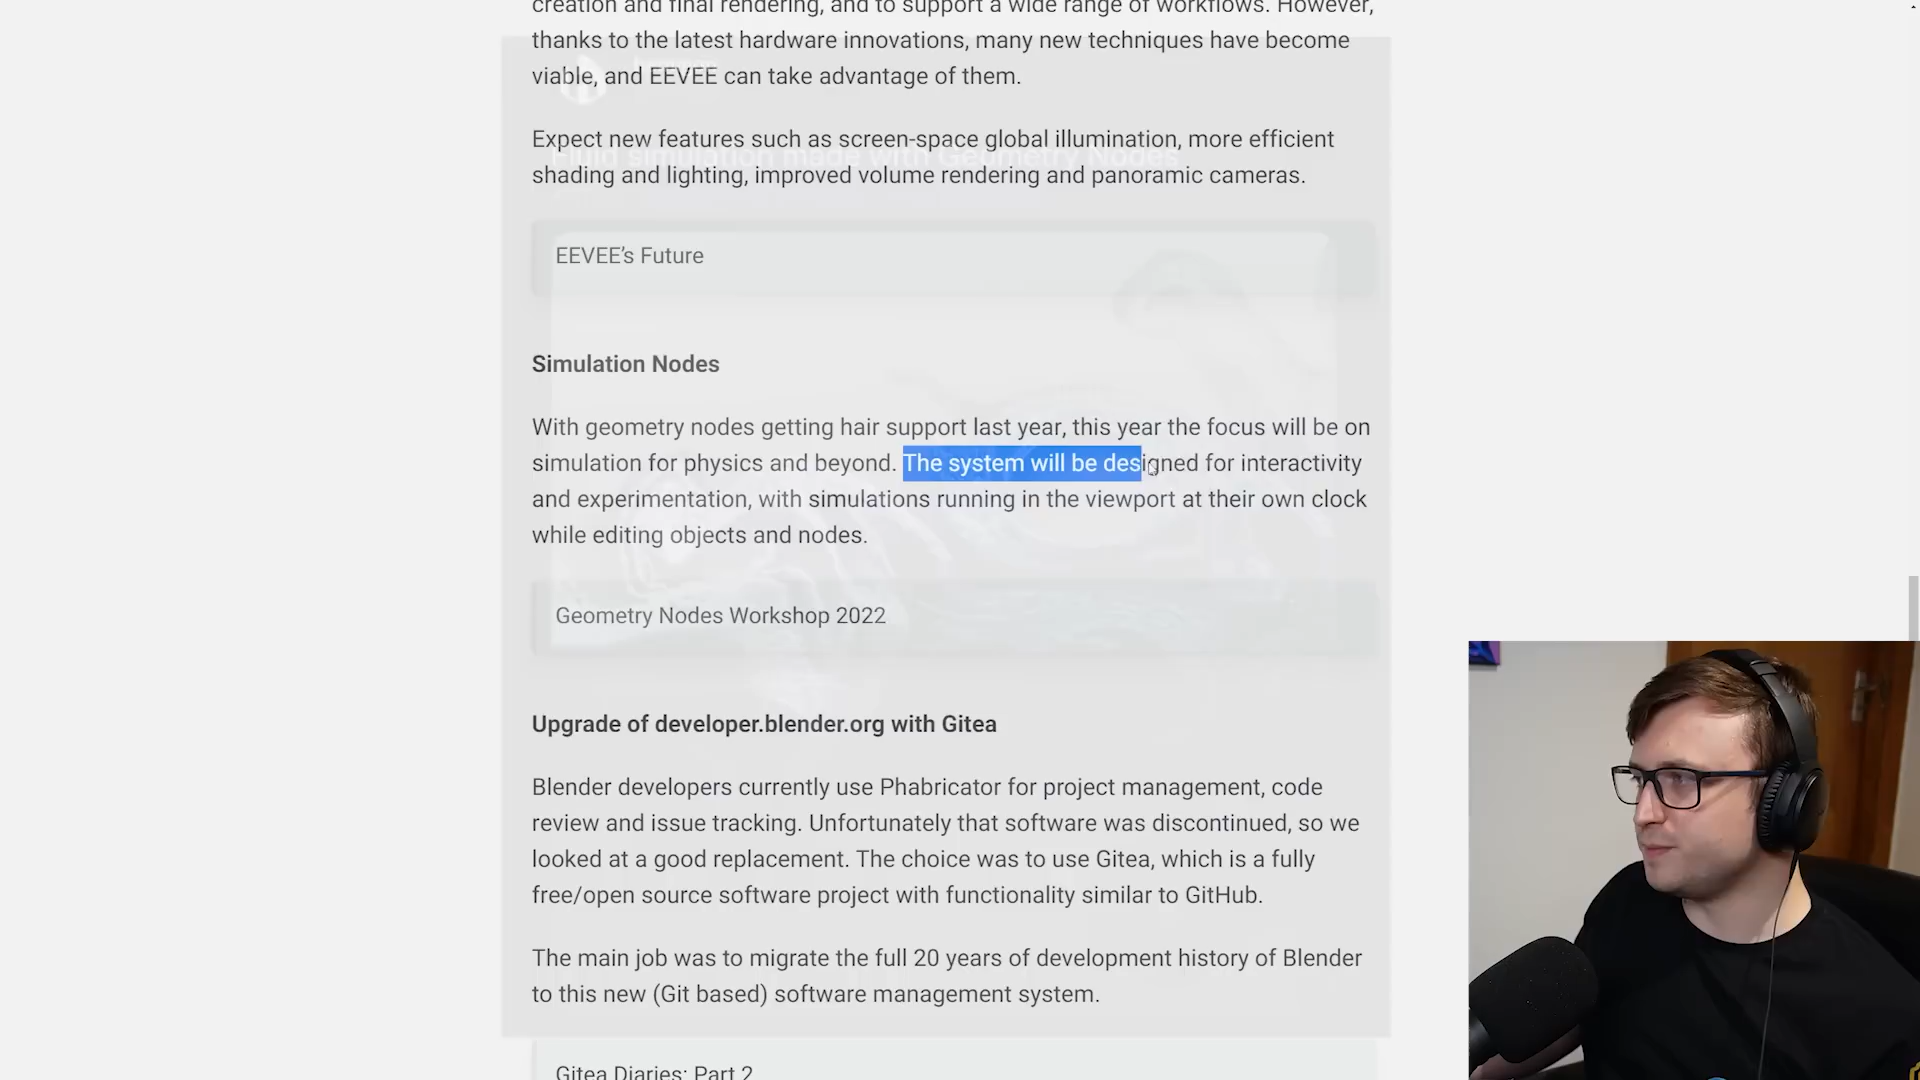 creation and final rendering, and to support a wide range of workflows. However,
thanks to the latest hardware innovations, many new techniques have become
viable, and EEVEE can take advantage of them.
Expect new features such as screen-space global illumination, more efficient
Fluid simulation made with Geometry Nodes
shading and lighting, improved volume rendering and panoramic cameras.
EEVEE’s Future
Simulation Nodes
With geometry nodes getting hair support last year, this year the focus will be on
simulation for physics and beyond. The system will be designed for interactivity
and experimentation, with simulations running in the viewport at their own clock
while editing objects and nodes.
Geometry Nodes Workshop 2022
Upgrade of developer.blender.org with Gitea
Blender developers currently use Phabricator for project management, code
review and issue tracking. Unfortunately that software was discontinued, so we
looked at a good replacement. The choice was to use Gitea, which is a fully
free/open source software project with functionality similar to GitHub.
The main job was to migrate the full 20 years of development history of Blender
to this new (Git based) software management system.
Gitea Diaries: Part 2